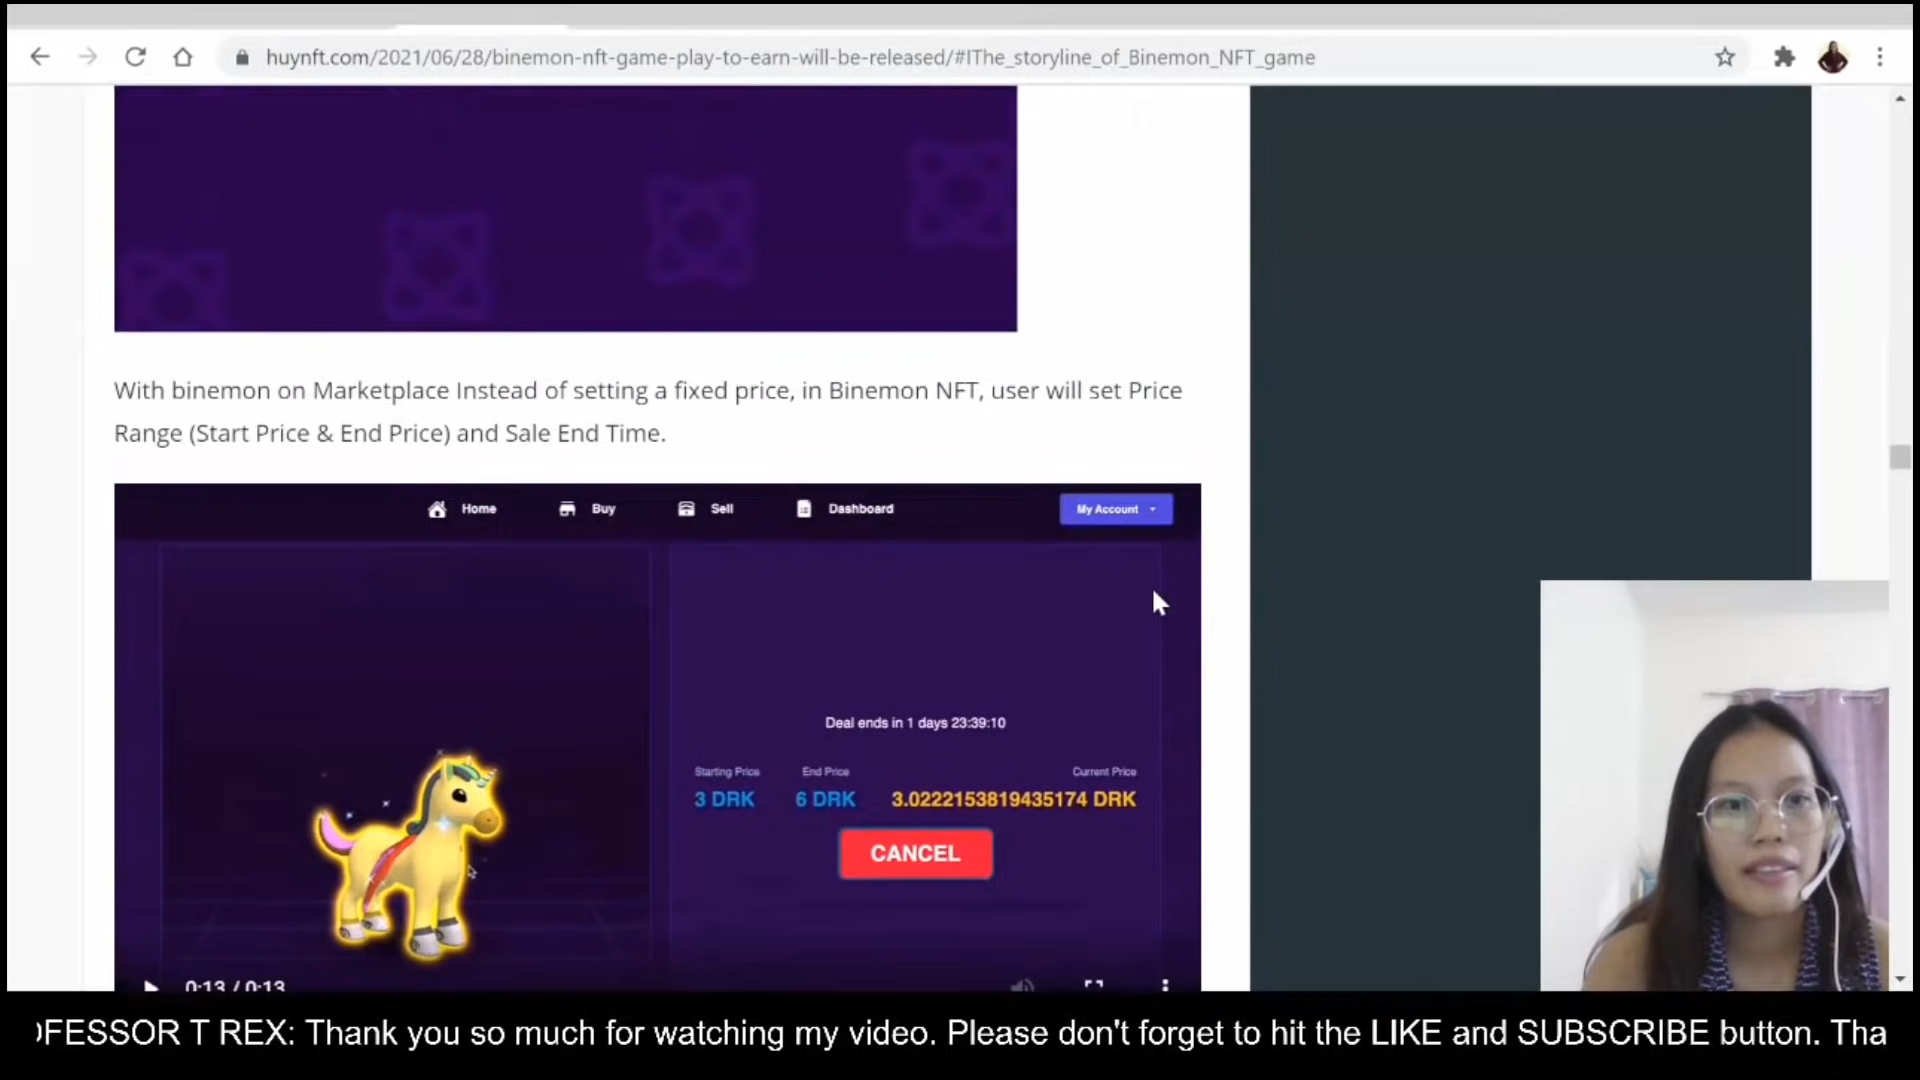 huynft.com/2021/06/28/binemon-nft-game-play-to-earn-will-be-released/#IThe_storyline_of_Binemon_NFT_game
With binemon on Marketplace Instead of setting a fixed price, in Binemon NFT, user will set Price
Range (Start Price & End Price) and Sale End Time.
Home Buy Sell Dashboard My Account
Deal ends in 1 days 23:39:10
Starting Price End Price Current Price
3 DRK 6 DRK 3.0222153819435174 DRK
CANCEL
0:13 / 0:13
OFESSOR T REX: Thank you so much for watching my video. Please don't forget to hit the LIKE and SUBSCRIBE button. Tha